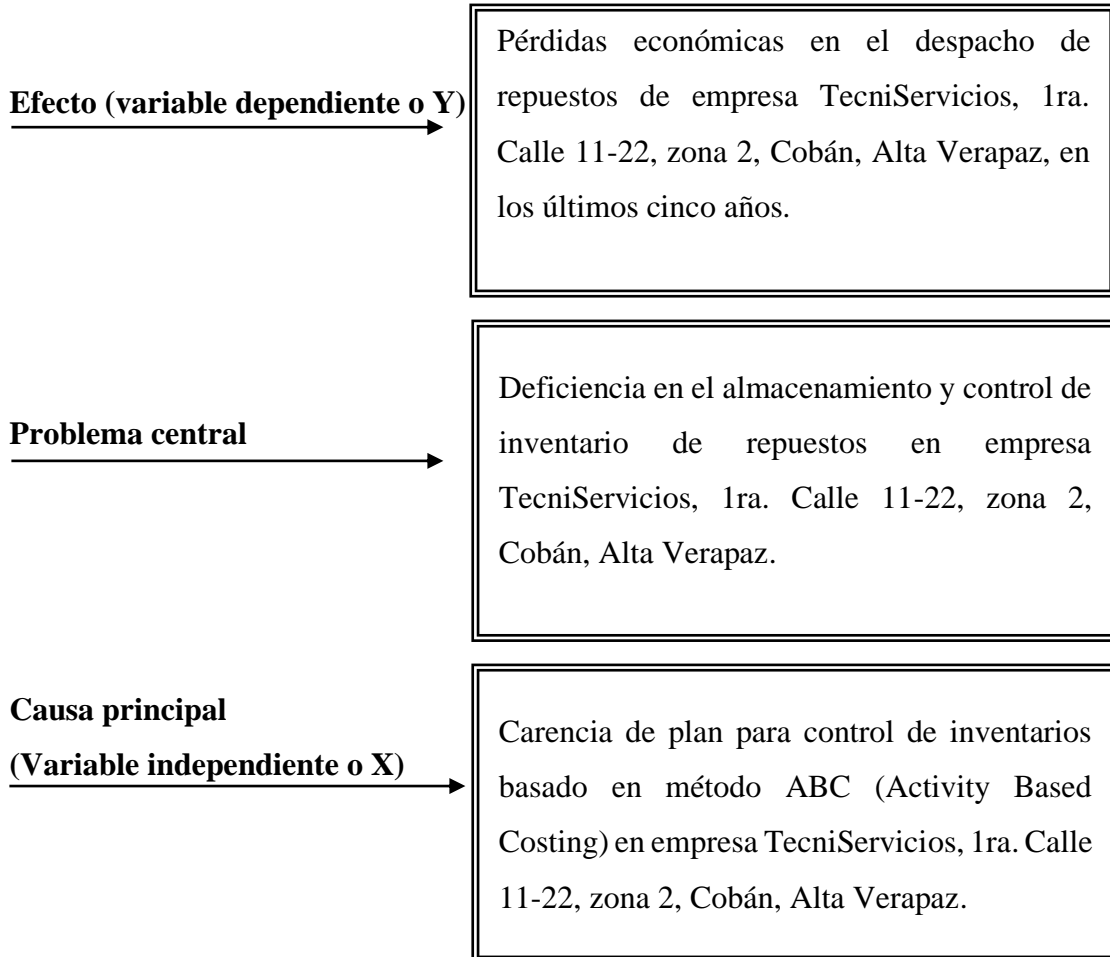 Efecto (variable dependiente o Y)
Pérdidas económicas en el despacho de
repuestos de empresa TecniServicios, 1ra.
Calle 11-22, zona 2, Cobán, Alta Verapaz, en
los últimos cinco años.
Problema central
Deficiencia en el almacenamiento y control de
inventario de repuestos en empresa
TecniServicios, 1ra. Calle 11-22, zona 2,
Cobán, Alta Verapaz.
Causa principal
(Variable independiente o X)
Carencia de plan para control de inventarios
basado en método ABC (Activity Based
Costing) en empresa TecniServicios, 1ra. Calle
11-22, zona 2, Cobán, Alta Verapaz.